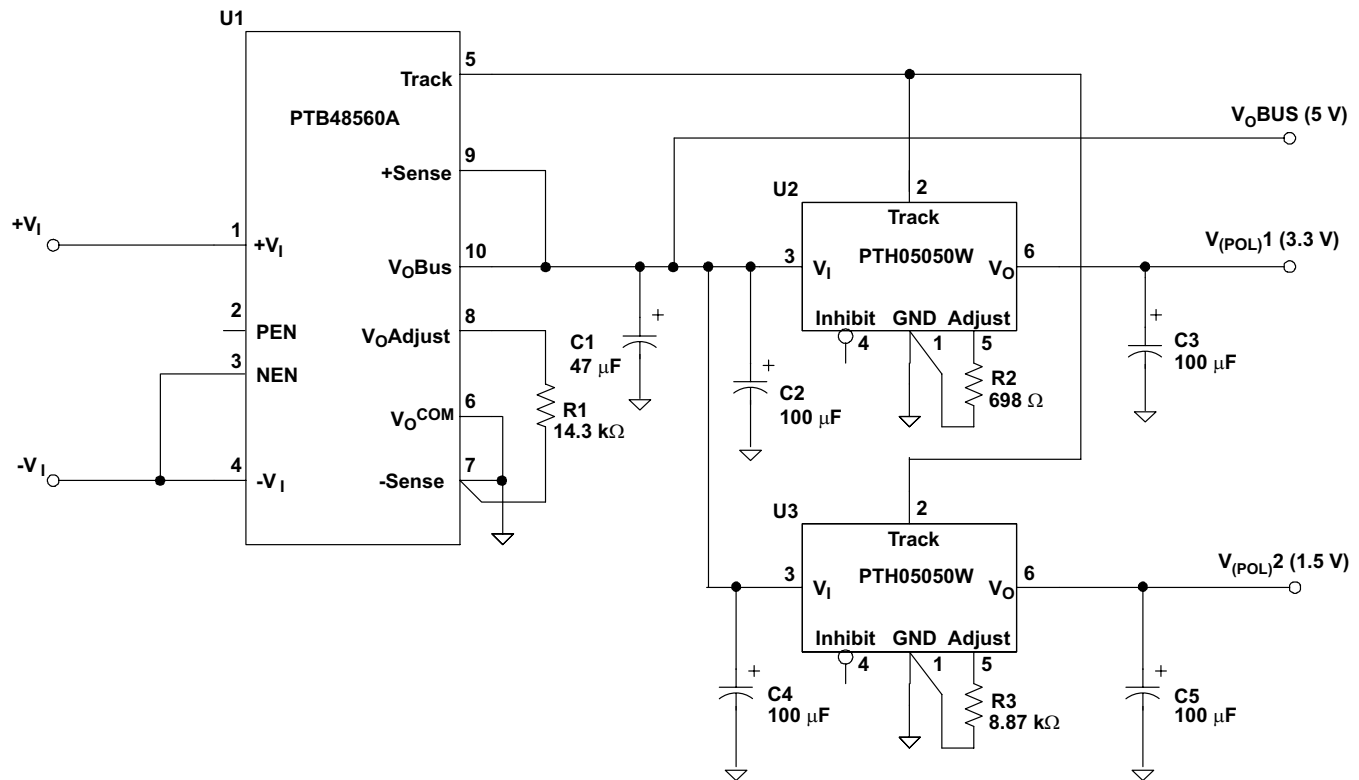 U1
5
Track
PTB48560A
VOBUS (5 V)
9
+Sense
U2
2
Track
+VI
1
+VI
10
VOBus
3
VI
PTH05050W
VO
6
V(POL)1 (3.3 V)
2
PEN
8
VOAdjust
Inhibit
GND
Adjust
4
1
5
+
C1
47 μF
+
C2
100 μF
R2
698 Ω
+
C3
100 μF
3
NEN
6
VOCOM
R1
14.3 kΩ
-VI
4
-VI
7
-Sense
U3
2
Track
3
VI
PTH05050W
VO
6
V(POL)2 (1.5 V)
Inhibit
GND
Adjust
4
1
5
+
C4
100 μF
R3
8.87 kΩ
+
C5
100 μF